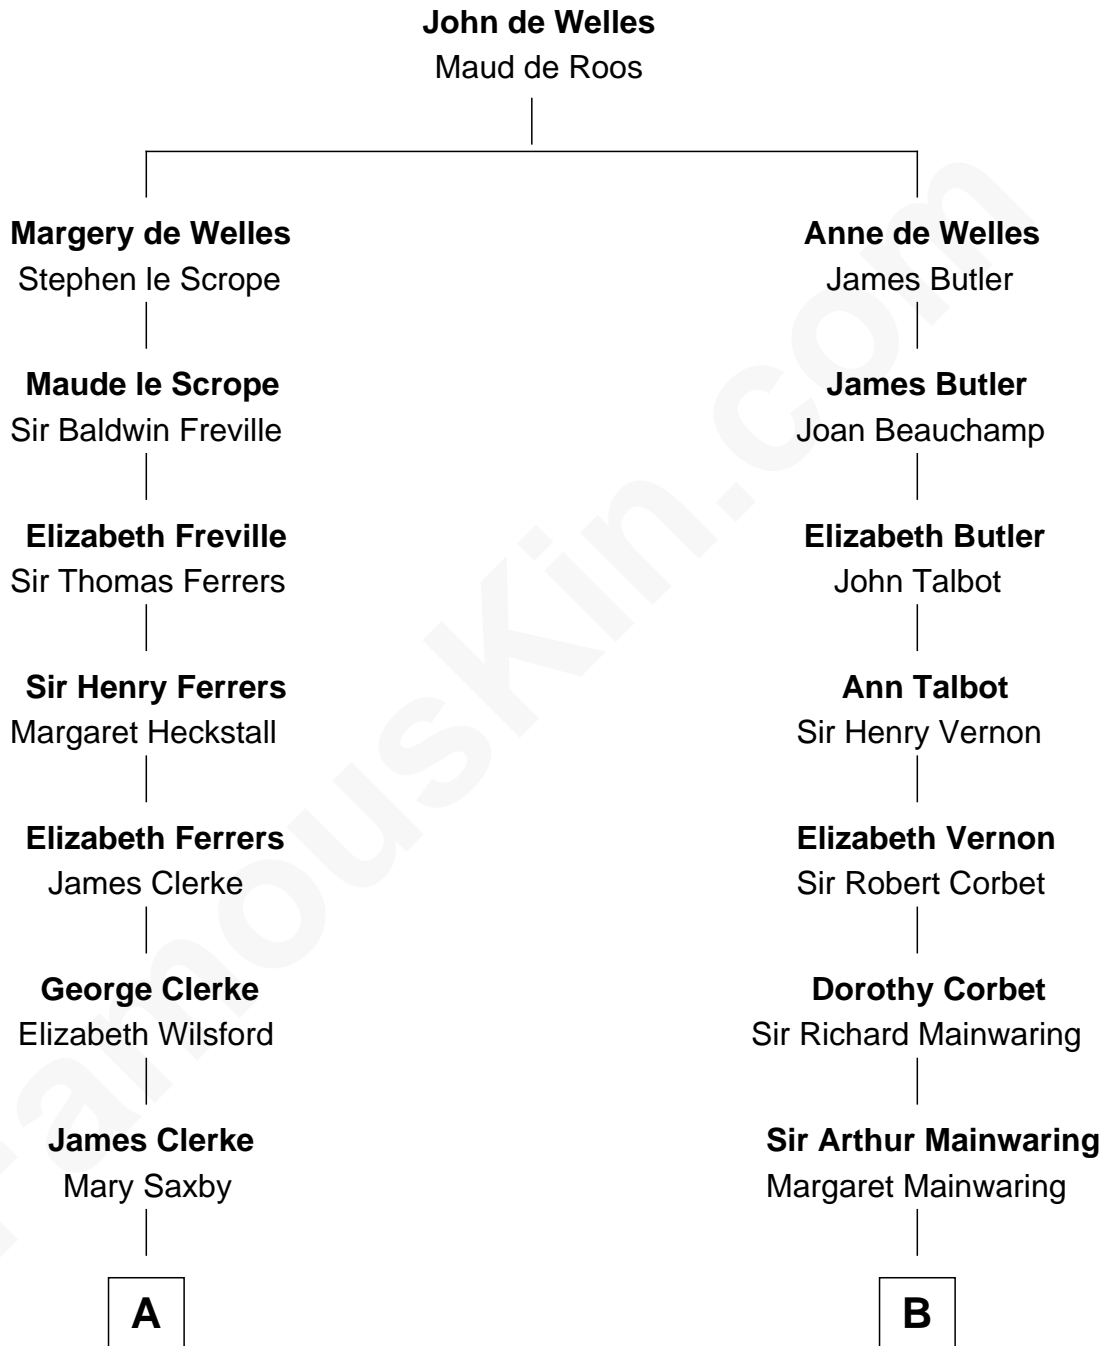 John de Welles
Maud de Roos
Margery de Welles
Stephen le Scrope
Anne de Welles
James Butler
Maude le Scrope
Sir Baldwin Freville
James Butler
Joan Beauchamp
Elizabeth Freville
Sir Thomas Ferrers
Elizabeth Butler
John Talbot
Sir Henry Ferrers
Margaret Heckstall
Ann Talbot
Sir Henry Vernon
Elizabeth Ferrers
James Clerke
Elizabeth Vernon
Sir Robert Corbet
George Clerke
Elizabeth Wilsford
Dorothy Corbet
Sir Richard Mainwaring
James Clerke
Mary Saxby
Sir Arthur Mainwaring
Margaret Mainwaring
A
B
FamousKin.com